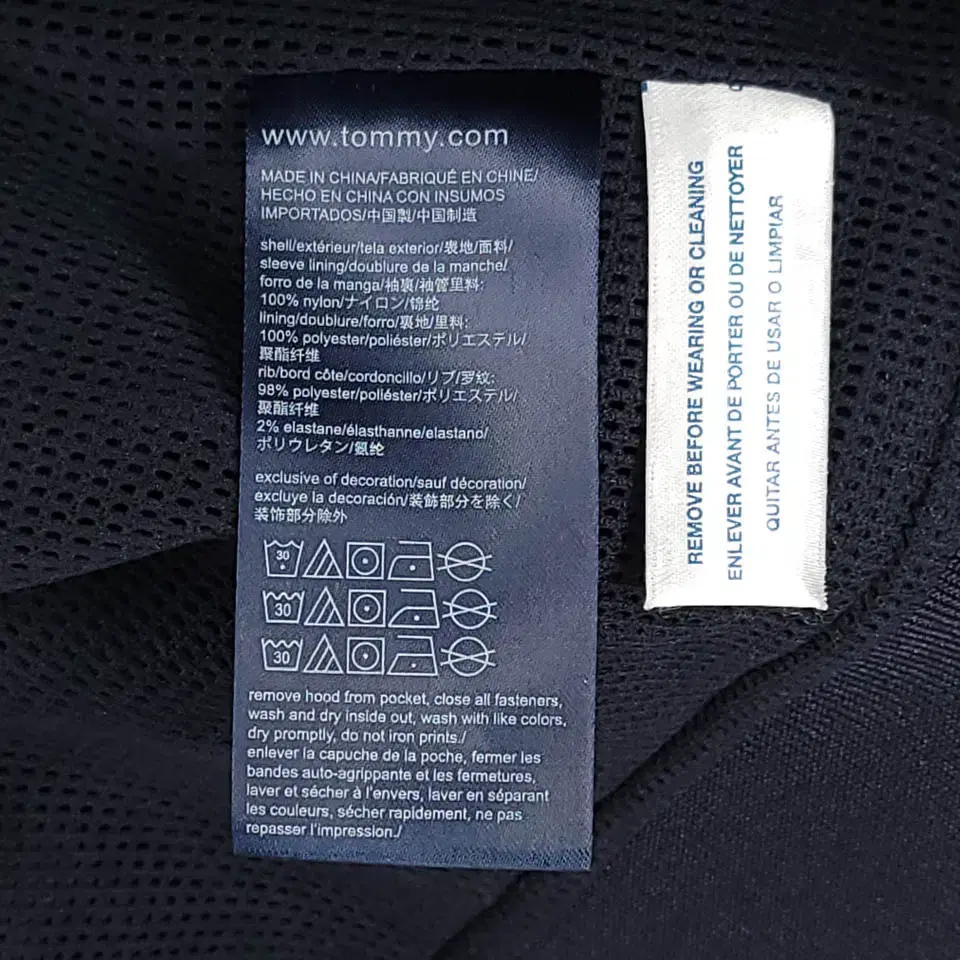 www.tommy.com
MADE IN CHINA/FABRIQUÉ EN CHINE/
HECHO EN CHINA CON INSUMOS
IMPORTADOS/中国製/中国制造
shell/extérieur/tela exterior/表地/面料/
sleeve lining/doublure de la manche/
forro de la manga/袖裏/袖管里料:
100% nylon/ナイロン/锦纶
lining/doublure/forro/裏地/里料:
100% polyester/poliéster/ポリエステル/
聚酯纤维
rib/bord côte/cordoncillo/リブ/罗纹:
98% polyester/poliéster/ポリエステル/
聚酯纤维
2% elastane/élasthanne/elastano/
ポリウレタン/氨纶
exclusive of decoration/sauf décoration/
excluye la decoración/装飾部分を除く/
装饰部分除外
30
30
30
remove hood from pocket, close all fasteners,
wash and dry inside out, wash with like colors,
dry promptly, do not iron prints./
enlever la capuche de la poche, fermer les
bandes auto-agrippante et les fermetures,
laver et sécher à l'envers, laver en séparant
les couleurs, sécher rapidement, ne pas
repasser l'impression./
REMOVE BEFORE WEARING OR CLEANING
ENLEVER AVANT DE PORTER OU DE NETTOYER
QUITAR ANTES DE USAR O LIMPIAR